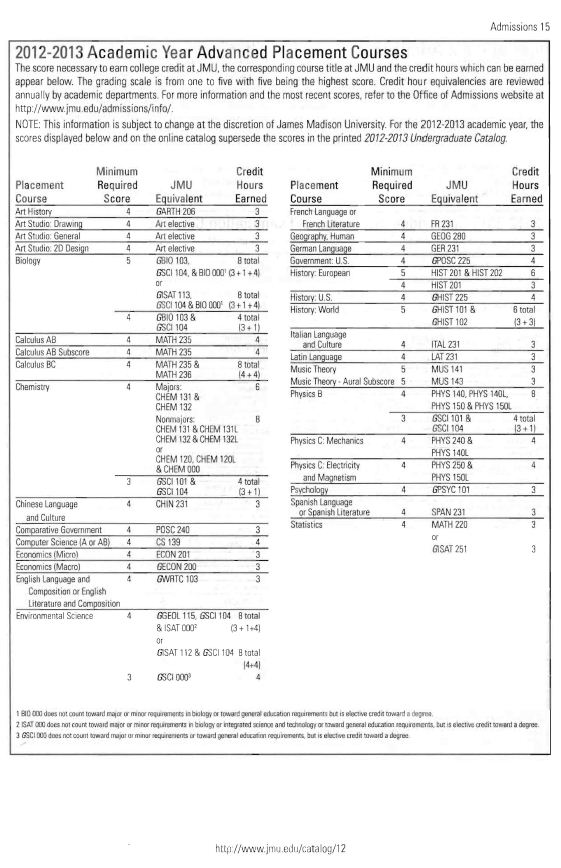 Admissions 15
2012-2013 Academic Year Advanced Placement Courses
The score necessary to earn college credit at JMU, the corresponding course title at JMU and the credit hours which can be earned
appear below. The grading scale is from one to five with five being the highest score. Credit hour equivalencies are reviewed
annually by academic departments. For more information and the most recent scores, refer to the Office of Admissions website at
http://www.jmu.edu/admissions/info/.
NOTE: This information is subject to change at the discretion of James Madison University. For the 2012-2013 academic year, the
scores displayed below and on the online catalog supersede the scores in the printed 2012-2013 Undergraduate Catalog.
Minimum Credit
Placement Required JMU Hours
Course Score Equivalent Earned
Art History 4 GARTH 206 3
Art Studio: Drawing 4 Art elective 3
Art Studio: General 4 Art elective 3
Art Studio: 2D Design 4 Art elective 3
Biology 5 GBIO 103, 8 total
GSCI 104, & BIO 000¹ (3 + 1 + 4)
or
GISAT 113, 8 total
GSCI 104 & BIO 000¹ (3 + 1 + 4)
4 GBIO 103 & 4 total
GSCI 104 (3 + 1)
Calculus AB 4 MATH 235 4
Calculus AB Subscore 4 MATH 235 4
Calculus BC 4 MATH 235 & 8 total
MATH 236 (4 + 4)
Chemistry 4 Majors: 6
CHEM 131 &
CHEM 132
Nonmajors: 8
CHEM 131 & CHEM 131L
CHEM 132 & CHEM 132L
or
CHEM 120, CHEM 120L
& CHEM 000
3 GSCI 101 & 4 total
GSCI 104 (3 + 1)
Chinese Language 4 CHIN 231 3
and Culture
Comparative Government 4 POSC 240 3
Computer Science (A or AB) 4 CS 139 4
Economics (Micro) 4 ECON 201 3
Economics (Macro) 4 GECON 200 3
English Language and 4 GWRTC 103 3
Composition or English
Literature and Composition
Environmental Science 4 GGEOL 115, GSCI 104 8 total
& ISAT 000² (3 + 1+4)
or
GISAT 112 & GSCI 104 8 total
(4+4)
3 GSCI 000³ 4
Minimum Credit
Placement Required JMU Hours
Course Score Equivalent Earned
French Language or
French Literature 4 FR 231 3
Geography, Human 4 GEOG 280 3
German Language 4 GER 231 3
Government: U.S. 4 GPOSC 225 4
History: European 5 HIST 201 & HIST 202 6
4 HIST 201 3
History: U.S. 4 GHIST 225 4
History: World 5 GHIST 101 & 6 total
GHIST 102 (3 + 3)
Italian Language
and Culture 4 ITAL 231 3
Latin Language 4 LAT 231 3
Music Theory 5 MUS 141 3
Music Theory - Aural Subscore 5 MUS 143 3
Physics B 4 PHYS 140, PHYS 140L, 8
PHYS 150 & PHYS 150L
3 GSCI 101 & 4 total
GSCI 104 (3 + 1)
Physics C: Mechanics 4 PHYS 240 & 4
PHYS 140L
Physics C: Electricity 4 PHYS 250 & 4
and Magnetism PHYS 150L
Psychology 4 GPSYC 101 3
Spanish Language
or Spanish Literature 4 SPAN 231 3
Statistics 4 MATH 220 3
or
GISAT 251 3
1 BIO 000 does not count toward major or minor requirements in biology or toward general education requirements but is elective credit toward a degree.
2 ISAT 000 does not count toward major or minor requirements in biology or integrated science and technology or toward general education requirements, but is elective credit toward a degree.
3 GSCI 000 does not count toward major or minor requirements or toward general education requirements, but is elective credit toward a degree.
http://www.jmu.edu/catalog/12